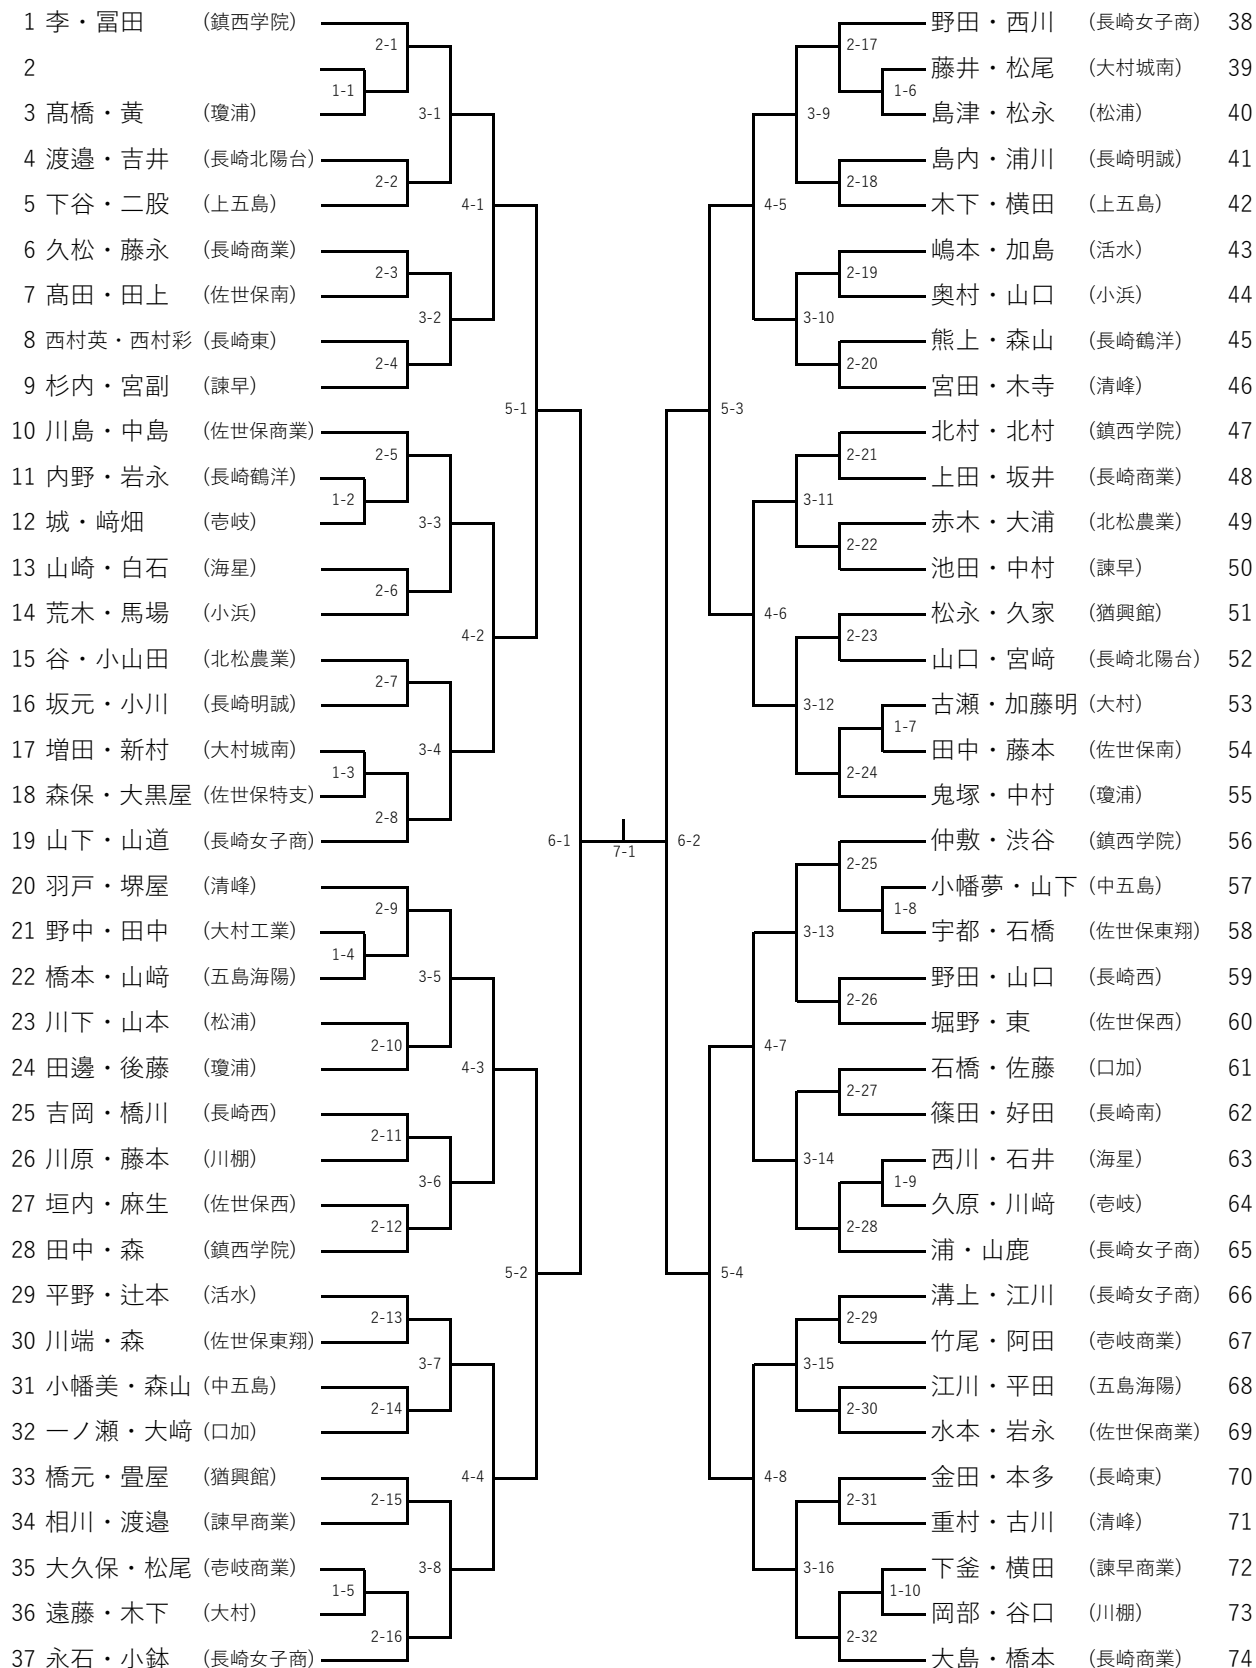 1 李・冨田 (鎮西学院)
2
3 髙橋・黃 (瓊浦)
4 渡邉・吉井 (長崎北陽台)
5 下谷・二股 (上五島)
6 久松・藤永 (長崎商業)
7 髙田・田上 (佐世保南)
8 西村英・西村彩 (長崎東)
9 杉内・宮副 (諫早)
10 川島・中島 (佐世保商業)
11 内野・岩永 (長崎鶴洋)
12 城・﨑畑 (壱岐)
13 山崎・白石 (海星)
14 荒木・馬場 (小浜)
15 谷・小山田 (北松農業)
16 坂元・小川 (長崎明誠)
17 増田・新村 (大村城南)
18 森保・大黒屋 (佐世保特支)
19 山下・山道 (長崎女子商)
20 羽戸・堺屋 (清峰)
21 野中・田中 (大村工業)
22 橋本・山﨑 (五島海陽)
23 川下・山本 (松浦)
24 田邊・後藤 (瓊浦)
25 吉岡・橋川 (長崎西)
26 川原・藤本 (川棚)
27 垣内・麻生 (佐世保西)
28 田中・森 (鎮西学院)
29 平野・辻本 (活水)
30 川端・森 (佐世保東翔)
31 小幡美・森山 (中五島)
32 一ノ瀬・大﨑 (口加)
33 橋元・畳屋 (猶興館)
34 相川・渡邉 (諫早商業)
35 大久保・松尾 (壱岐商業)
36 遠藤・木下 (大村)
37 永石・小鉢 (長崎女子商)
1-1
1-2
1-3
1-4
1-5
2-1
2-2
2-3
2-4
2-5
2-6
2-7
2-8
2-9
2-10
2-11
2-12
2-13
2-14
2-15
2-16
3-1
3-2
3-3
3-4
3-5
3-6
3-7
3-8
4-1
4-2
4-3
4-4
5-1
5-2
6-1
7-1
6-2
5-3
5-4
4-5
4-6
4-7
4-8
3-9
3-10
3-11
3-12
3-13
3-14
3-15
3-16
2-17
2-18
2-19
2-20
2-21
2-22
2-23
2-24
2-25
2-26
2-27
2-28
2-29
2-30
2-31
2-32
1-6
1-7
1-8
1-9
1-10
野田・西川 (長崎女子商) 38
藤井・松尾 (大村城南) 39
島津・松永 (松浦) 40
島内・浦川 (長崎明誠) 41
木下・横田 (上五島) 42
嶋本・加島 (活水) 43
奥村・山口 (小浜) 44
熊上・森山 (長崎鶴洋) 45
宮田・木寺 (清峰) 46
北村・北村 (鎮西学院) 47
上田・坂井 (長崎商業) 48
赤木・大浦 (北松農業) 49
池田・中村 (諫早) 50
松永・久家 (猶興館) 51
山口・宮﨑 (長崎北陽台) 52
古瀬・加藤明 (大村) 53
田中・藤本 (佐世保南) 54
鬼塚・中村 (瓊浦) 55
仲敷・渋谷 (鎮西学院) 56
小幡夢・山下 (中五島) 57
宇都・石橋 (佐世保東翔) 58
野田・山口 (長崎西) 59
堀野・東 (佐世保西) 60
石橋・佐藤 (口加) 61
篠田・好田 (長崎南) 62
西川・石井 (海星) 63
久原・川﨑 (壱岐) 64
浦・山鹿 (長崎女子商) 65
溝上・江川 (長崎女子商) 66
竹尾・阿田 (壱岐商業) 67
江川・平田 (五島海陽) 68
水本・岩永 (佐世保商業) 69
金田・本多 (長崎東) 70
重村・古川 (清峰) 71
下釜・横田 (諫早商業) 72
岡部・谷口 (川棚) 73
大島・橋本 (長崎商業) 74